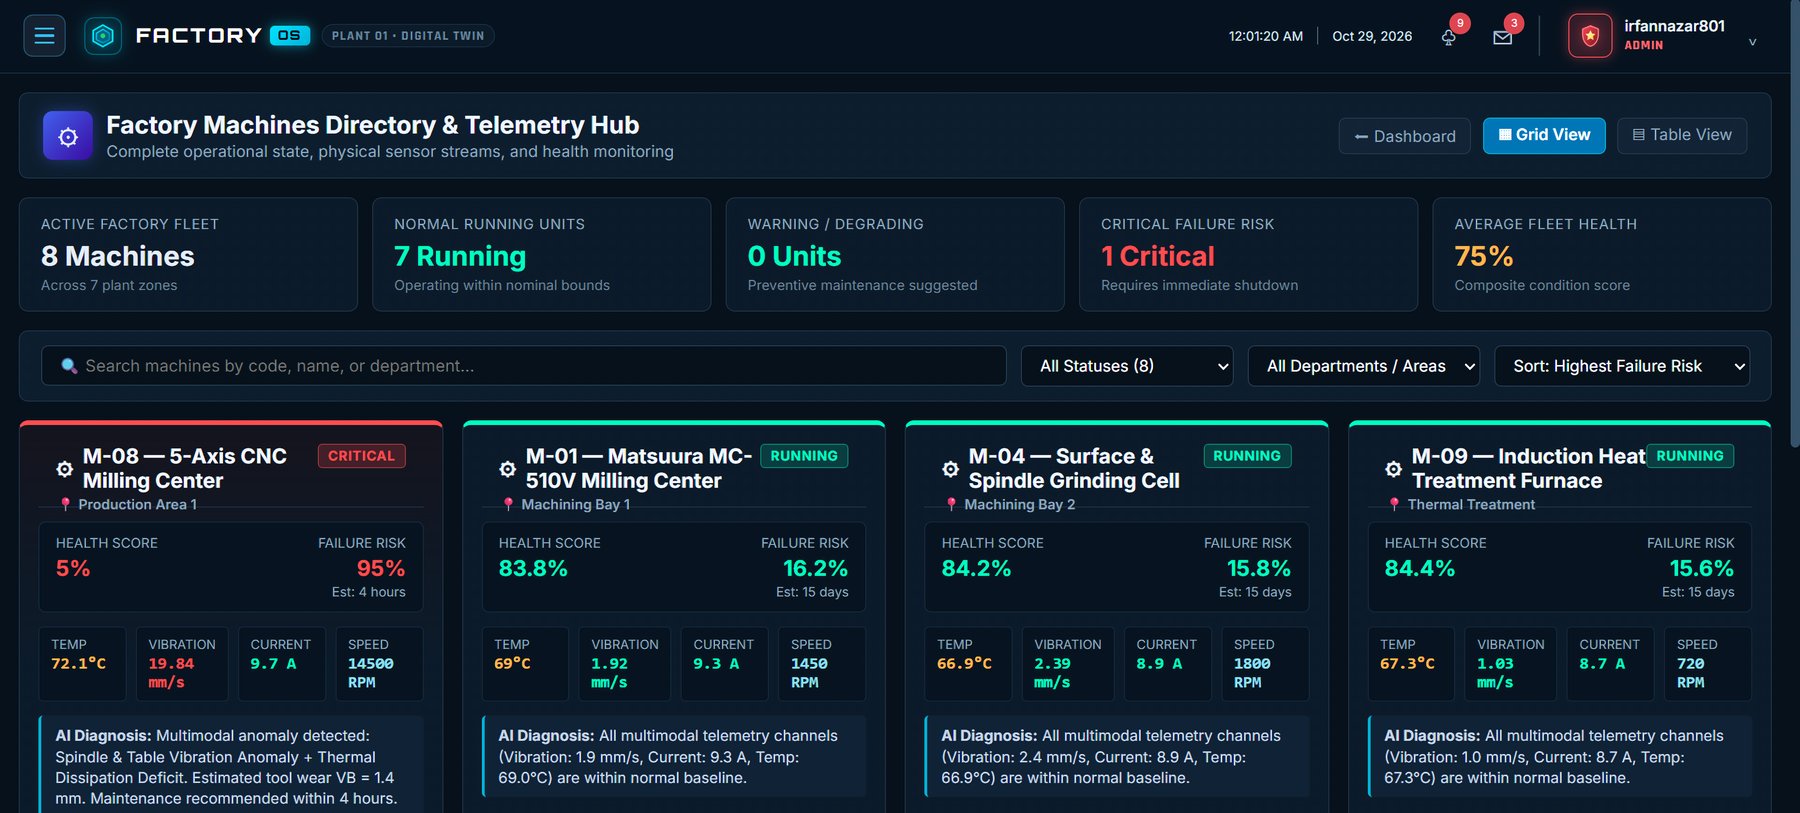 FACTORY OS PLANT 01 • DIGITAL TWIN
12:01:20 AM Oct 29, 2026 9 3 irfannazar801
ADMIN
Factory Machines Directory & Telemetry Hub
Complete operational state, physical sensor streams, and health monitoring
Dashboard Grid View Table View
ACTIVE FACTORY FLEET
8 Machines
Across 7 plant zones
NORMAL RUNNING UNITS
7 Running
Operating within nominal bounds
WARNING / DEGRADING
0 Units
Preventive maintenance suggested
CRITICAL FAILURE RISK
1 Critical
Requires immediate shutdown
AVERAGE FLEET HEALTH
75%
Composite condition score
Search machines by code, name, or department...
All Statuses (8)
All Departments / Areas
Sort: Highest Failure Risk
M-08 — 5-Axis CNC
Milling Center
CRITICAL
Production Area 1
HEALTH SCORE FAILURE RISK
5% 95%
Est: 4 hours
TEMP VIBRATION CURRENT SPEED
72.1°C 19.84 9.7 A 14500
mm/s RPM
AI Diagnosis: Multimodal anomaly detected:
Spindle & Table Vibration Anomaly + Thermal
Dissipation Deficit. Estimated tool wear VB = 1.4
mm. Maintenance recommended within 4 hours.
M-01 — Matsuura MC-
510V Milling Center
RUNNING
Machining Bay 1
HEALTH SCORE FAILURE RISK
83.8% 16.2%
Est: 15 days
TEMP VIBRATION CURRENT SPEED
69°C 1.92 9.3 A 1450
mm/s RPM
AI Diagnosis: All multimodal telemetry channels
(Vibration: 1.9 mm/s, Current: 9.3 A, Temp:
69.0°C) are within normal baseline.
M-04 — Surface &
Spindle Grinding Cell
RUNNING
Machining Bay 2
HEALTH SCORE FAILURE RISK
84.2% 15.8%
Est: 15 days
TEMP VIBRATION CURRENT SPEED
66.9°C 2.39 8.9 A 1800
mm/s RPM
AI Diagnosis: All multimodal telemetry channels
(Vibration: 2.4 mm/s, Current: 8.9 A, Temp:
66.9°C) are within normal baseline.
M-09 — Induction Heat
Treatment Furnace
RUNNING
Thermal Treatment
HEALTH SCORE FAILURE RISK
84.4% 15.6%
Est: 15 days
TEMP VIBRATION CURRENT SPEED
67.3°C 1.03 8.7 A 720
mm/s RPM
AI Diagnosis: All multimodal telemetry channels
(Vibration: 1.0 mm/s, Current: 8.7 A, Temp:
67.3°C) are within normal baseline.